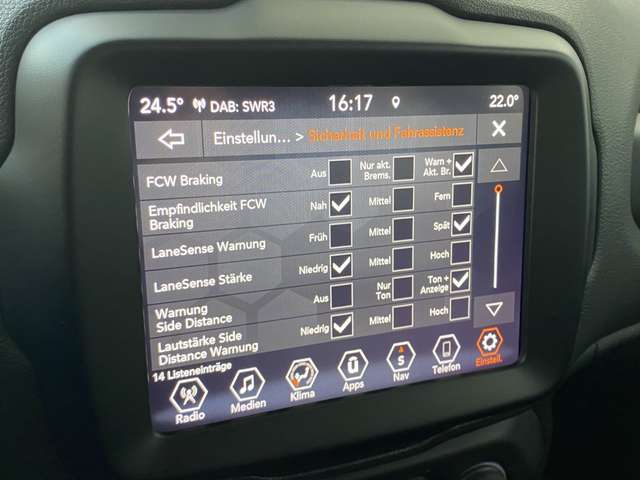 24.5° DAB: SWR3 16:17 22.0°
Einstellun... > Sicherheit und Fahrassistanz X
FCW Braking Aus Nur akt. Brems. Warn + Akt. Br.
Empfindlichkeit FCW Braking Nah Mittel Fern
LaneSense Warnung Früh Mittel Spät
LaneSense Stärke Niedrig Mittel Hoch
Warnung Side Distance Aus Nur Ton Ton + Anzeige
Lautstärke Side Distance Warnung Niedrig Mittel Hoch
14 Listeneinträge
Radio Medien Klima Apps Nav Telefon Einstell.